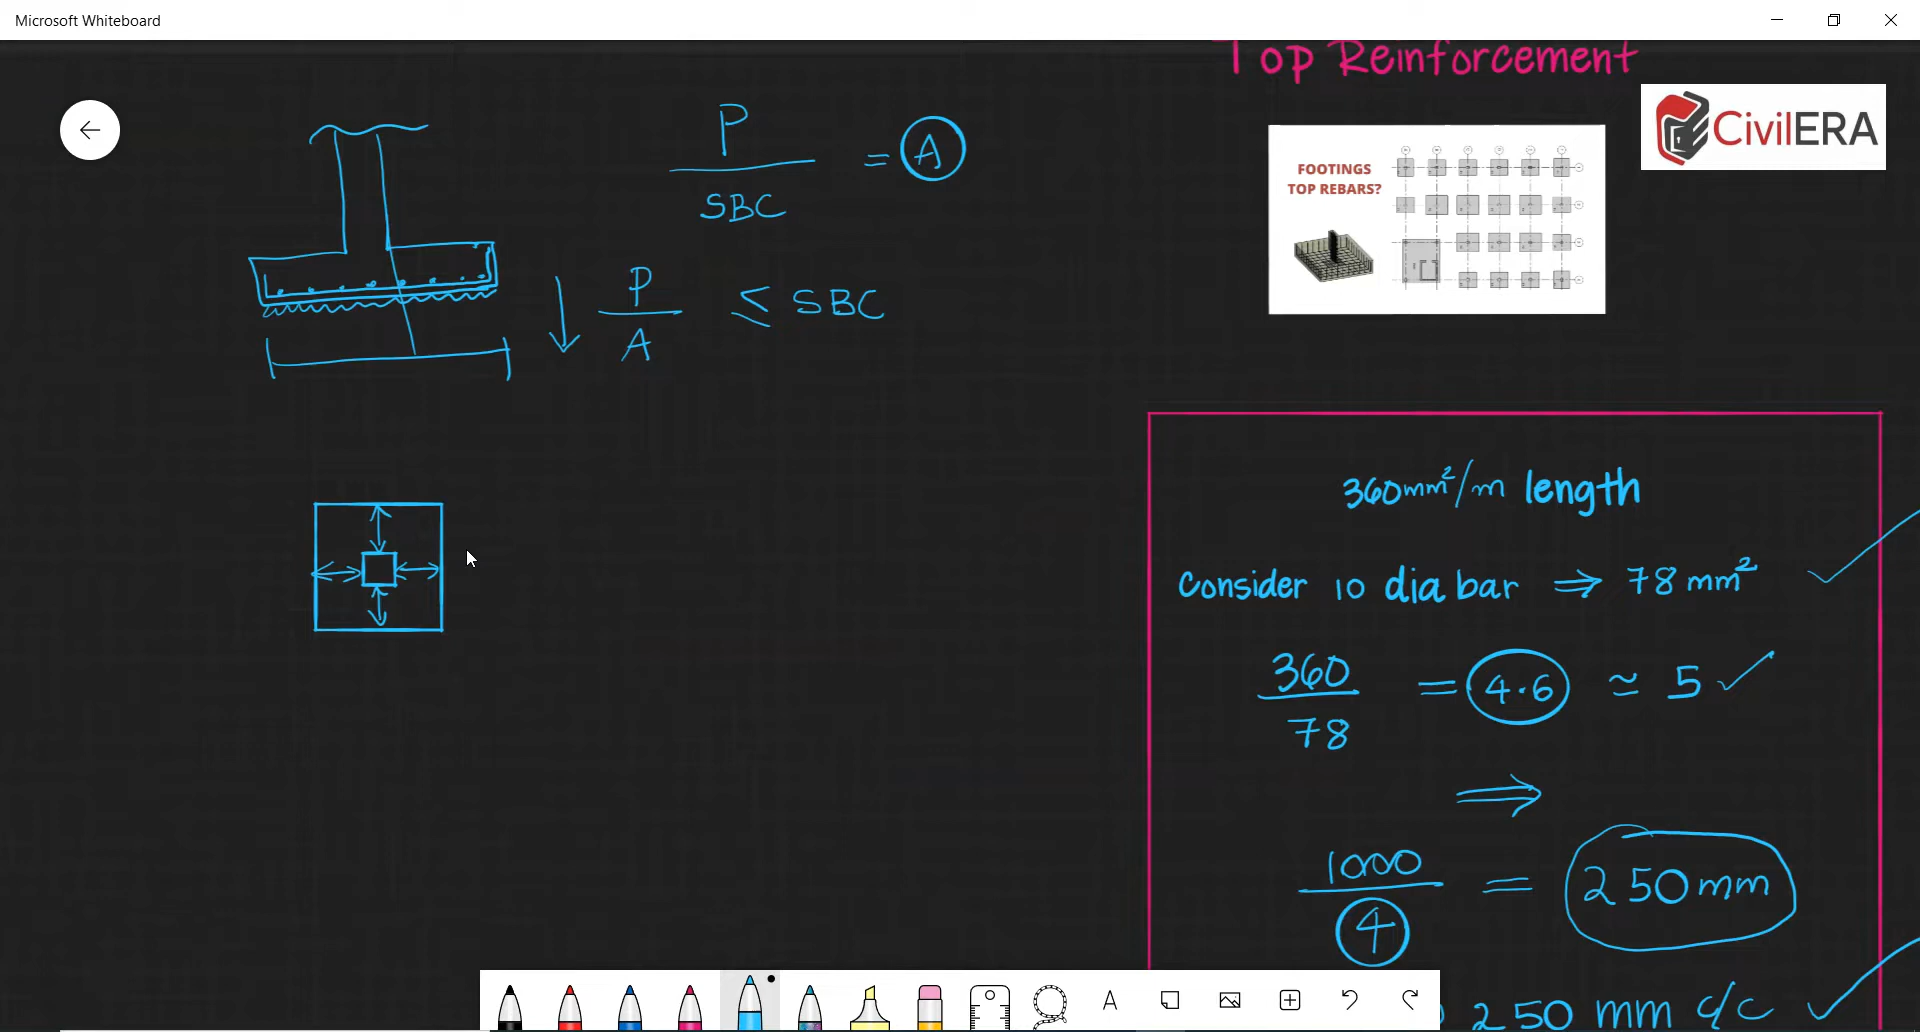 Microsoft Whiteboard
Top Reinforcement
CivilERA
FOOTINGS
TOP REBARS?
P
SBC
= A
P
A
≤ SBC
360mm²/m length
Consider 10 dia bar ⇒ 78 mm²
360
78
= 4.6 ≃ 5 ✓
⇒
1000
4
= 250mm
250 mm c/c ✓